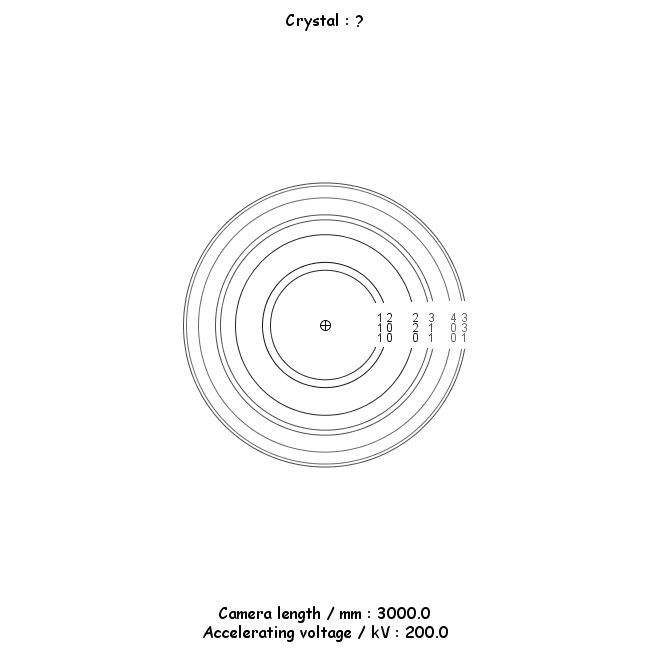 Crystal : ?
1 2 2 3 4 3
1 0 2 1 0 3
1 0 0 1 0 1
Camera length / mm : 3000.0
Accelerating voltage / kV : 200.0